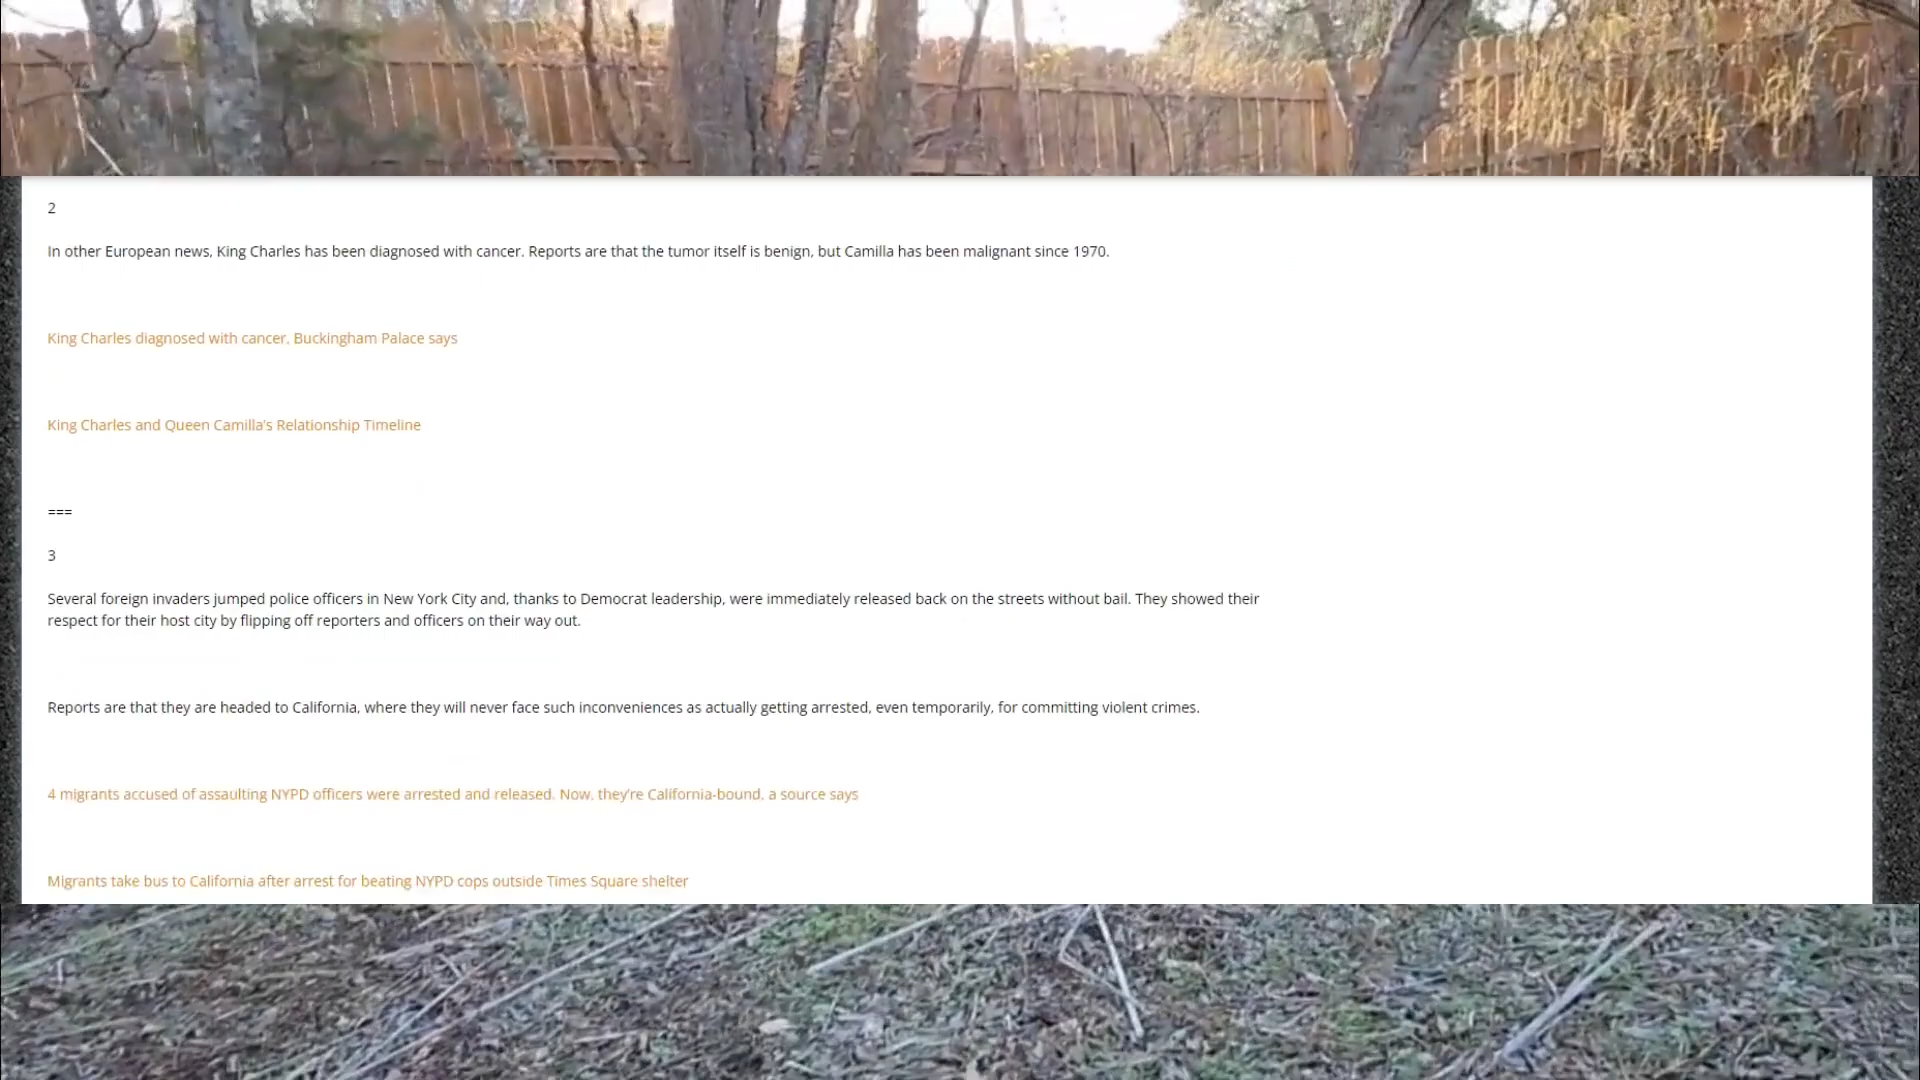 2
In other European news, King Charles has been diagnosed with cancer. Reports are that the tumor itself is benign, but Camilla has been malignant since 1970.
King Charles diagnosed with cancer, Buckingham Palace says
King Charles and Queen Camilla's Relationship Timeline
===
3
Several foreign invaders jumped police officers in New York City and, thanks to Democrat leadership, were immediately released back on the streets without bail. They showed their
respect for their host city by flipping off reporters and officers on their way out.
Reports are that they are headed to California, where they will never face such inconveniences as actually getting arrested, even temporarily, for committing violent crimes.
4 migrants accused of assaulting NYPD officers were arrested and released. Now, they're California-bound, a source says
Migrants take bus to California after arrest for beating NYPD cops outside Times Square shelter